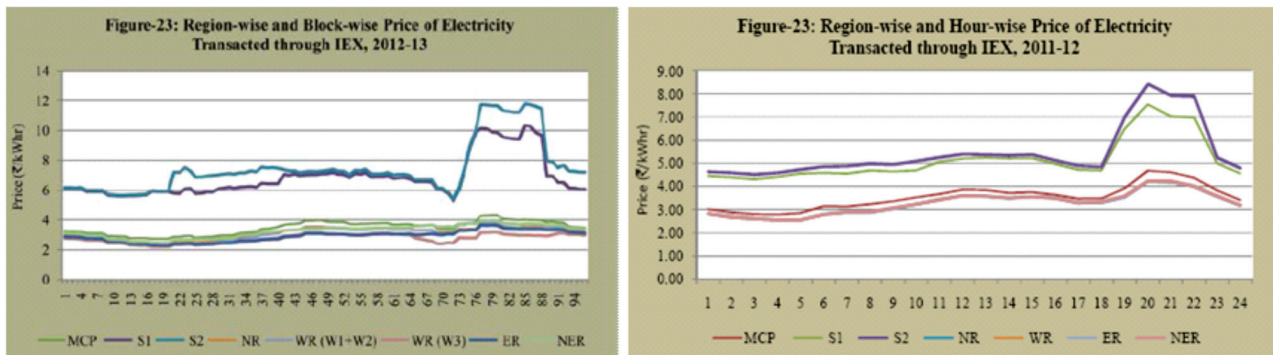 Figure-23: Region-wise and Block-wise Price of Electricity
Transacted through IEX, 2012-13
Price(₹/kWhr)
14
12
10
8
6
4
2
0
1 4 7 10 13 16 19 22 25 28 31 34 37 40 43 46 49 52 55 58 61 64 67 70 73 76 79 82 85 88 91 94
MCP S1 S2 NR WR (W1+W2) WR (W3) ER NER
Figure-23: Region-wise and Hour-wise Price of Electricity
Transacted through IEX, 2011-12
Price (₹/kWhr)
9.00
8.00
7.00
6.00
5.00
4.00
3.00
2.00
1.00
0.00
1 2 3 4 5 6 7 8 9 10 11 12 13 14 15 16 17 18 19 20 21 22 23 24
MCP S1 S2 NR WR ER NER